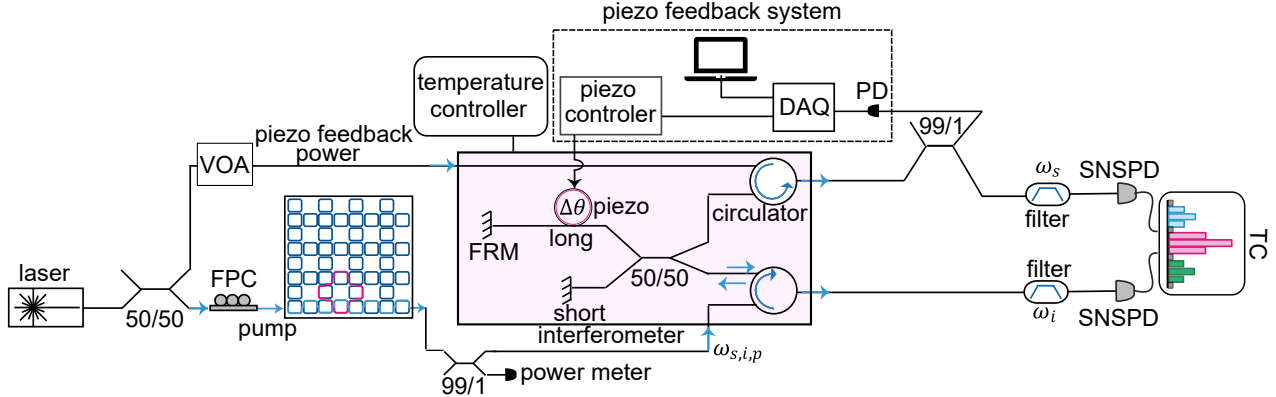 piezo feedback system
temperature
controller
piezo
controler
DAQ
PD
99/1
piezo feedback
power
VOA
ω_s
SNSPD
filter
Δθ
piezo
circulator
FRM
long
50/50
TC
laser
FPC
50/50
pump
short
interferometer
filter
ω_i
SNSPD
ω_{s,i,p}
99/1
power meter